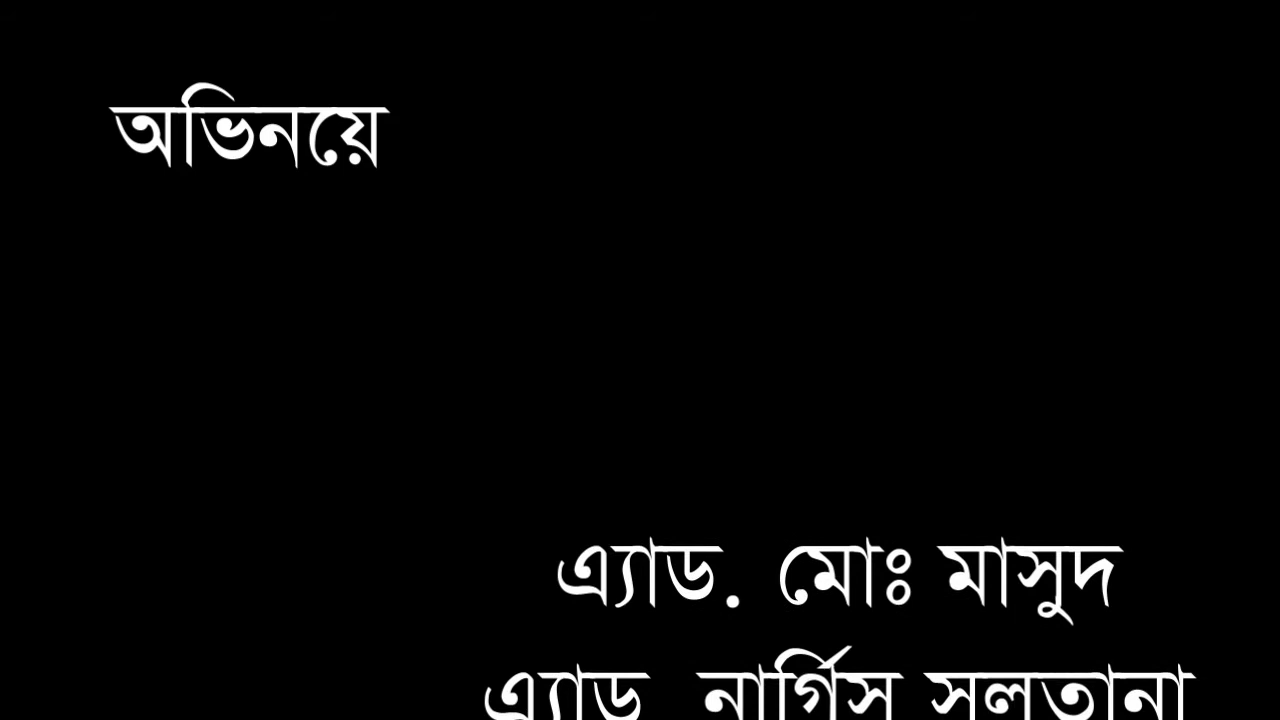 অভিনয়ে
এ্যাড. মোঃ মাসুদ
এ্যাড. নার্গিস সুলতানা